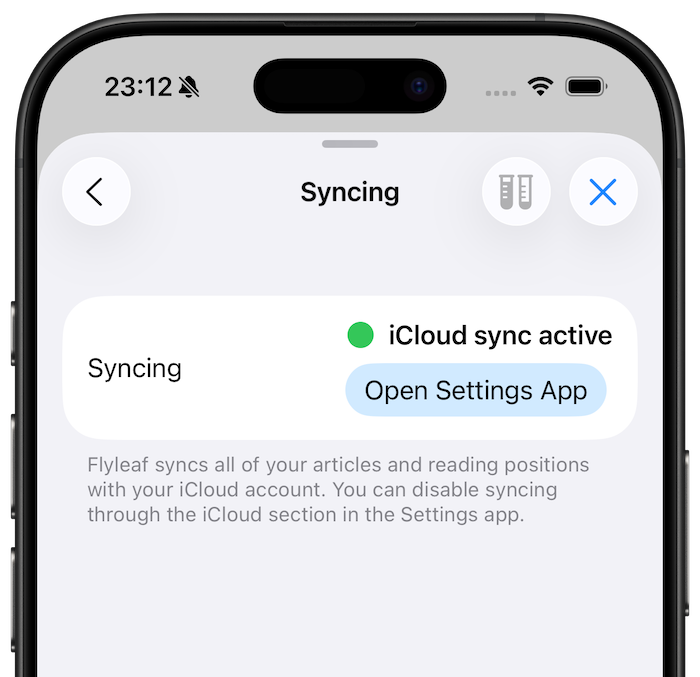 23:12
Syncing
iCloud sync active
Syncing
Open Settings App
Flyleaf syncs all of your articles and reading positions
with your iCloud account. You can disable syncing
through the iCloud section in the Settings app.